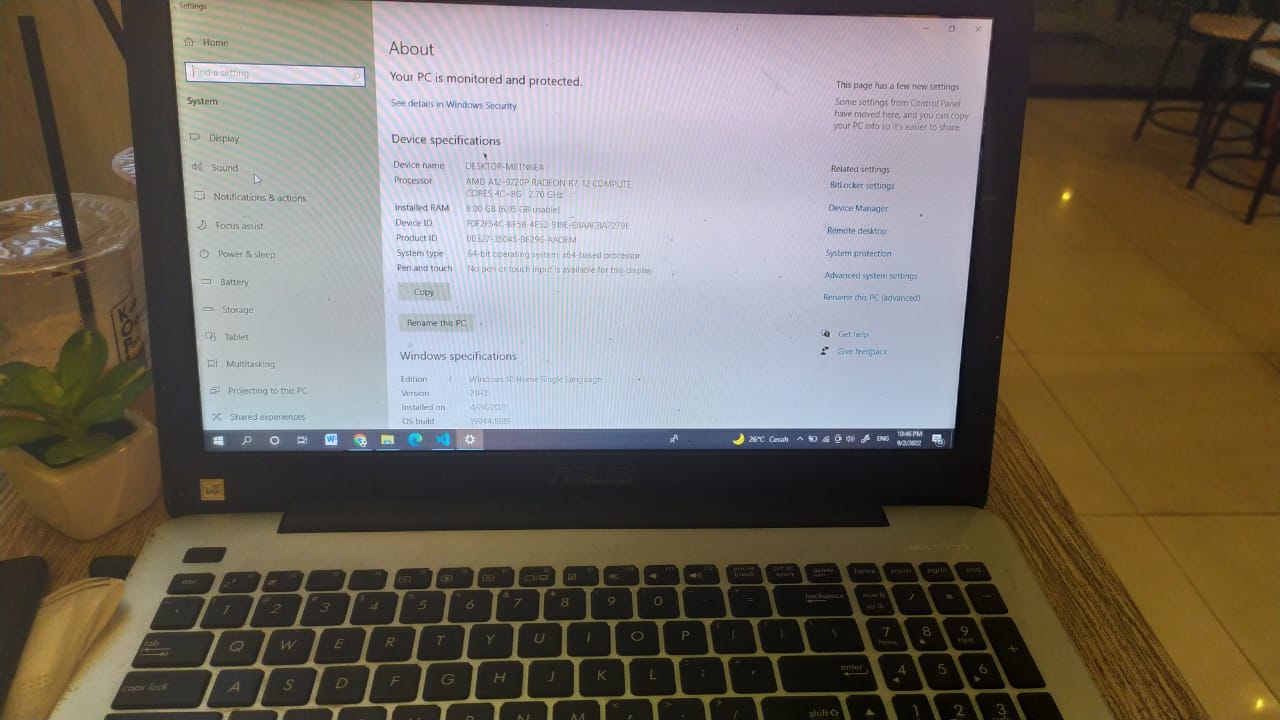 Settings
Home
Find a setting
System
Display
Sound
Notifications & actions
Focus assist
Power & sleep
Battery
Storage
Tablet
Multitasking
Projecting to this PC
Shared experiences
About
Your PC is monitored and protected.
See details in Windows Security
Device specifications
Device name DESKTOP-M8TN6EA
Processor AMD A12-9720P RADEON R7, 12 COMPUTE
CORES 4C+8G 2.70 GHz
Installed RAM 8.00 GB (6.95 GB usable)
Device ID
Product ID 00327-35045-86296-AAOEM
System type 64-bit operating system, x64-based processor
Pen and touch No pen or touch input is available for this display
Copy
Rename this PC
Windows specifications
Edition Windows 10 Home Single Language
Version 21H2
Installed on 4/24/2021
OS build
This page has a few new settings
Some settings from Control Panel
have moved here, and you can copy
your PC info so it's easier to share.
Related settings
BitLocker settings
Device Manager
Remote desktop
System protection
Advanced system settings
Rename this PC (advanced)
Get help
Give feedback
26°C Cerah
ENG
10:46 PM
9/2/2022
ASUS
esc
pause
break
prt sc
sysrq
delete
home
pgup
pgdn
end
1 2 3 4 5 6 7 8 9 0 - =
backspace
num lk
/ * -
tab
Q W E R T Y U I O P [ ] \
7 8 9 +
home
pgup
caps lock
A S D F G H J K L ; '
enter
4 5 6
N M
shift
1 2 3